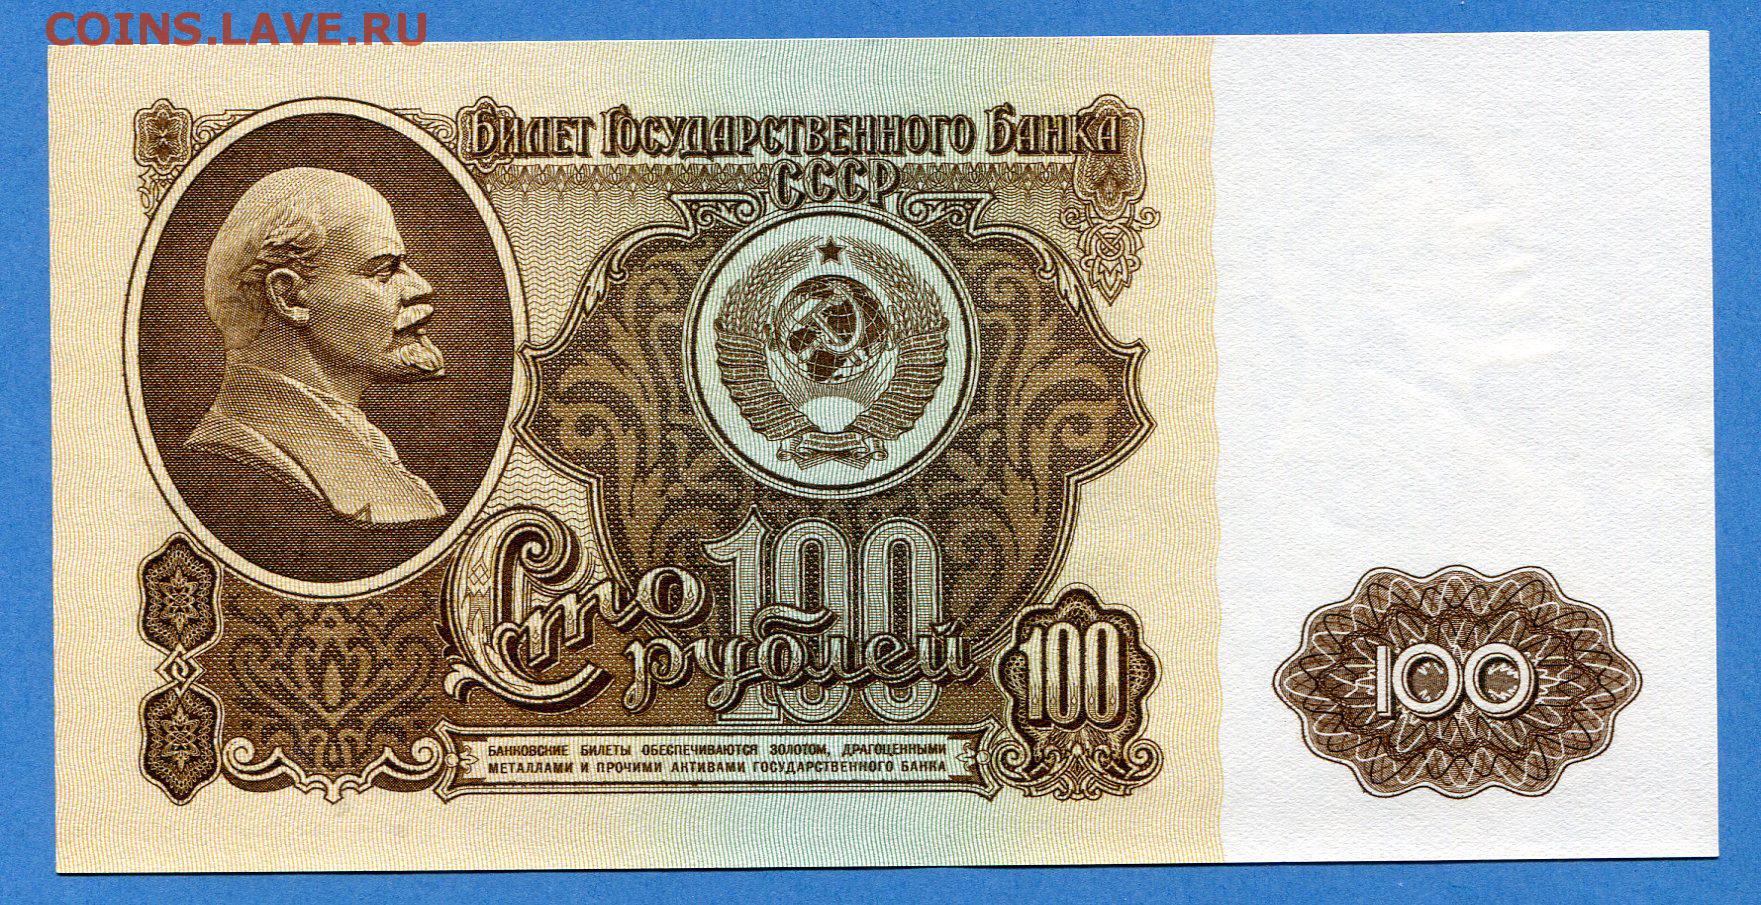 COINS.LAVE.RU
БИЛЕТ ГОСУДАРСТВЕННОГО БАНКА
СССР
100
Сто
рублей
100
100
БАНКОВСКИЕ БИЛЕТЫ ОБЕСПЕЧИВАЮТСЯ ЗОЛОТОМ, ДРАГОЦЕННЫМИ
МЕТАЛЛАМИ И ПРОЧИМИ АКТИВАМИ ГОСУДАРСТВЕННОГО БАНКА